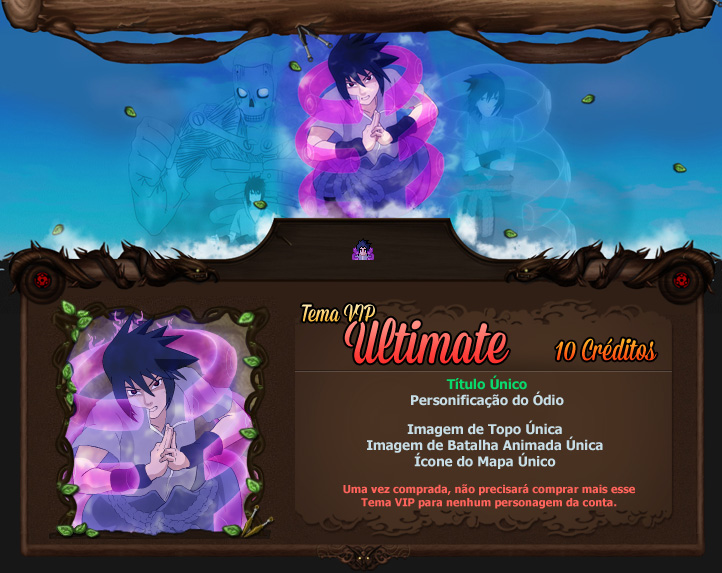 Tema VIP
Ultimate
10 Créditos
Título Único
Personificação do Ódio
Imagem de Topo Única
Imagem de Batalha Animada Única
Ícone do Mapa Único
Uma vez comprada, não precisará comprar mais esse
Tema VIP para nenhum personagem da conta.